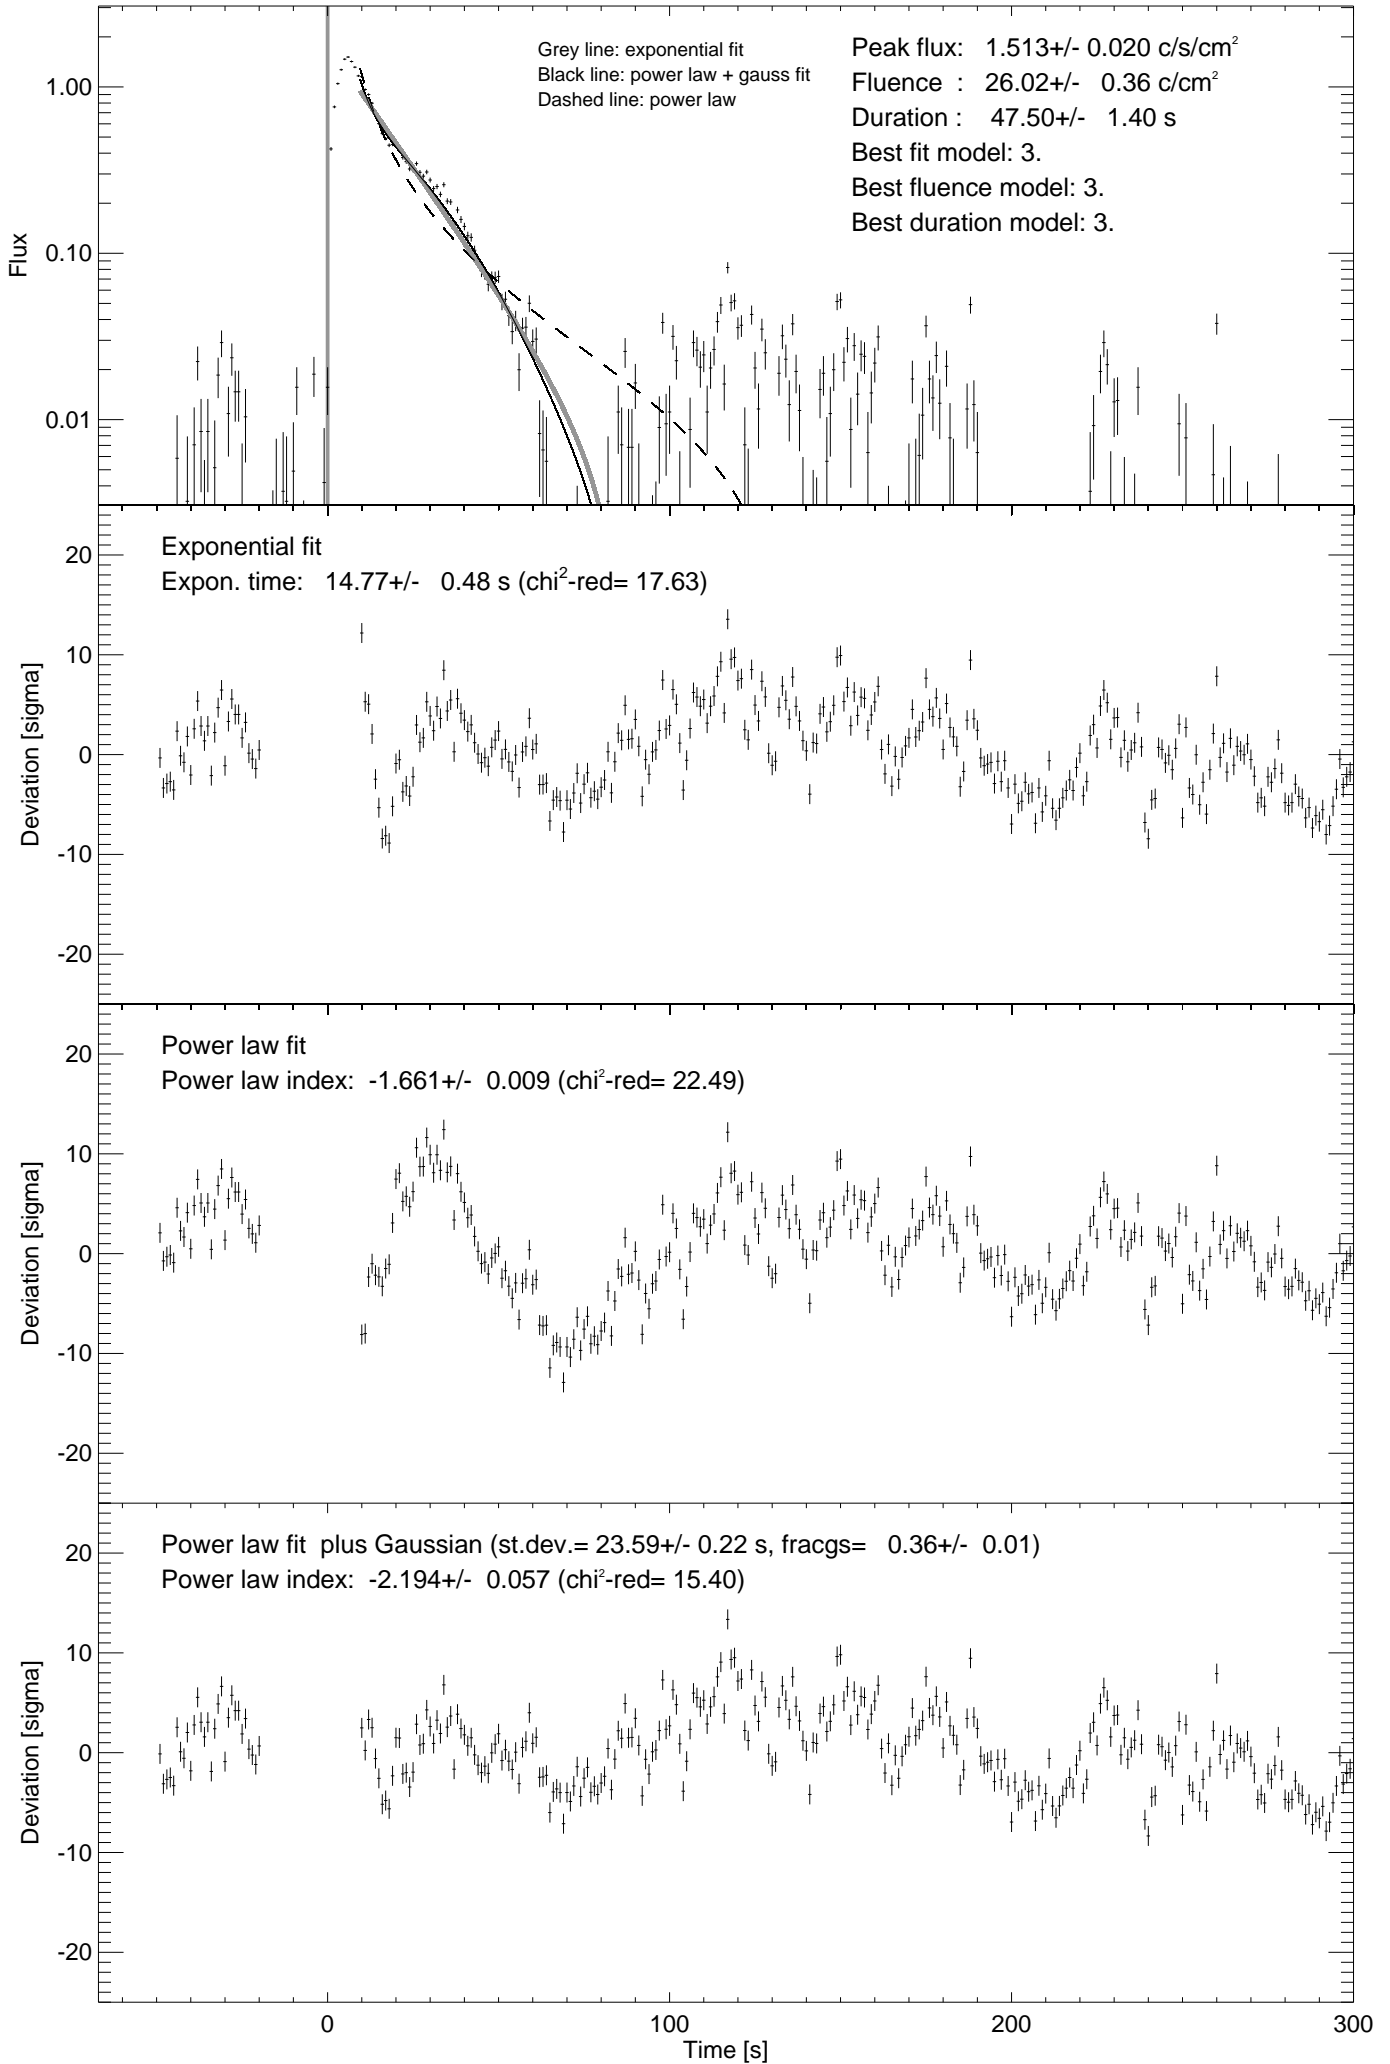 Grey line: exponential fit
Black line: power law + gauss fit
Dashed line: power law
Peak flux: 1.513+/- 0.020 c/s/cm²
Fluence : 26.02+/- 0.36 c/cm²
Duration : 47.50+/- 1.40 s
Best fit model: 3.
Best fluence model: 3.
Best duration model: 3.
1.00
0.10
0.01
Flux
Exponential fit
Expon. time: 14.77+/- 0.48 s (chi²-red= 17.63)
20
10
0
-10
-20
Deviation [sigma]
Power law fit
Power law index: -1.661+/- 0.009 (chi²-red= 22.49)
20
10
0
-10
-20
Deviation [sigma]
Power law fit plus Gaussian (st.dev.= 23.59+/- 0.22 s, fracgs= 0.36+/- 0.01)
Power law index: -2.194+/- 0.057 (chi²-red= 15.40)
20
10
0
-10
-20
Deviation [sigma]
0 100 200 300
Time [s]